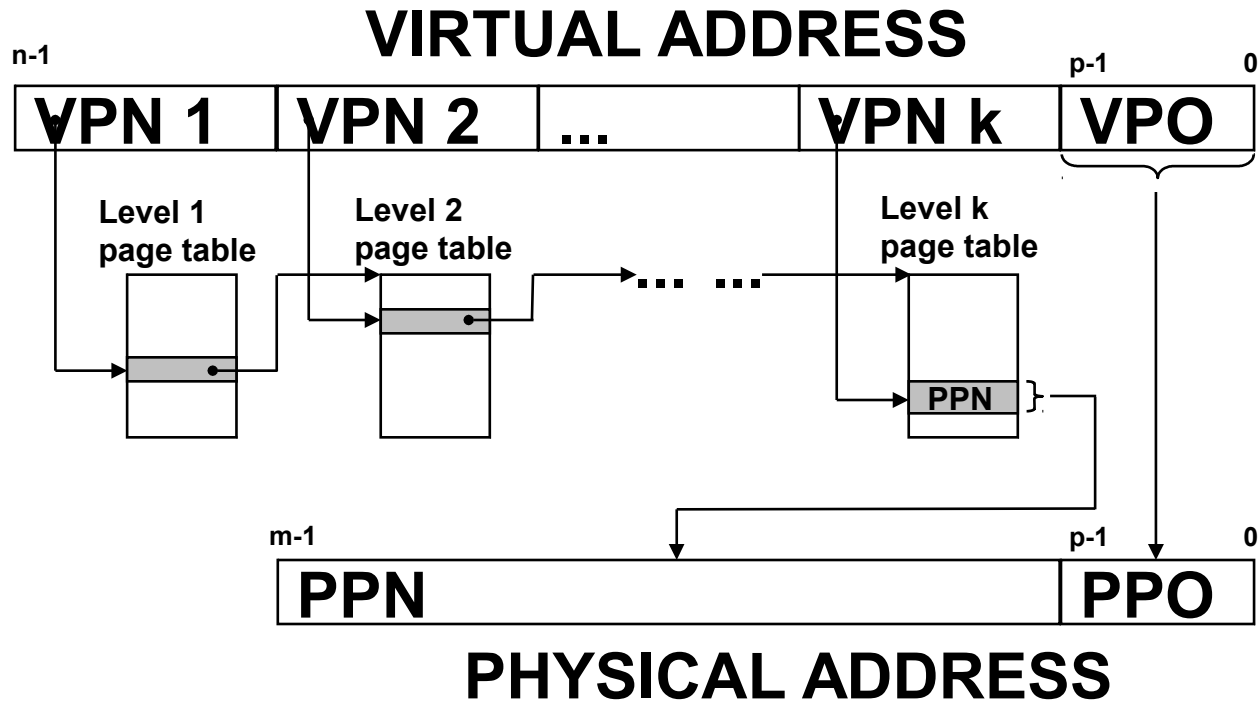 VIRTUAL ADDRESS
n-1
p-1 0
VPN 1 VPN 2 ... VPN k VPO
Level 1
page table
Level 2
page table
Level k
page table
... ...
PPN
m-1
p-1 0
PPN PPO
PHYSICAL ADDRESS